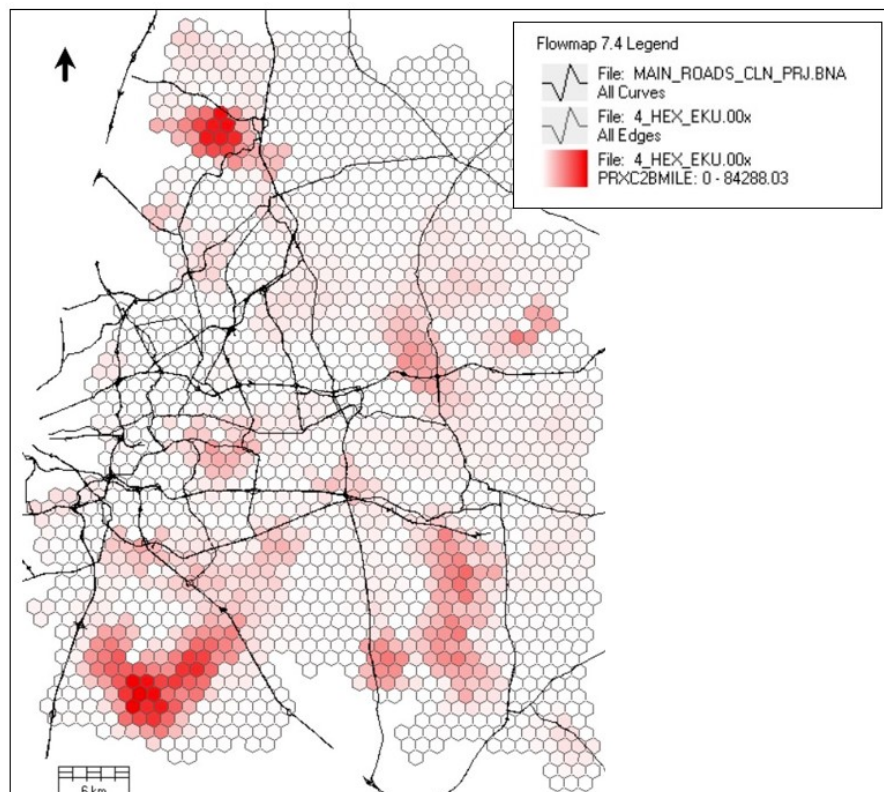 Flowmap 7.4 Legend
File: MAIN_ROADS_CLN_PRJ.BNA
All Curves
File: 4_HEX_EKU.00x
All Edges
File: 4_HEX_EKU.00x
PRXC2BMILE: 0 - 84288.03
6 km